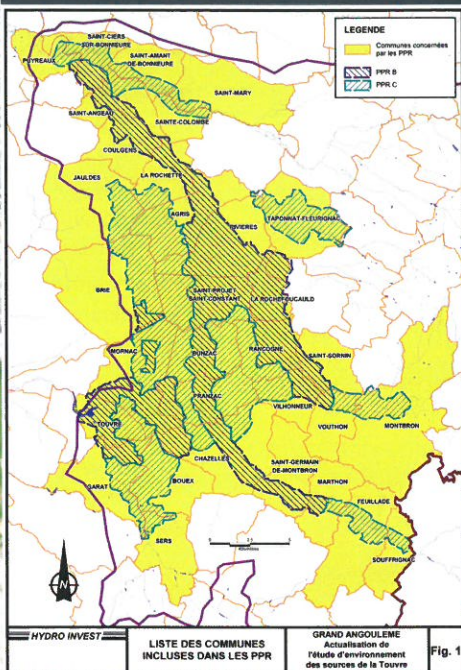 LEGENDE
Communes concernées
par les PPR
PPR B
PPR C
PUYREAUX
SAINT-CIERS
SUR-BONNIEURE
SAINT-AMANT
DE-BONNIEURE
SAINT-MARY
SAINT-ANGEAU
SAINTE-COLOMBE
COULGENS
JAULDES
LA ROCHETTE
AGRIS
RIVIERES
TAPONNAT-FLEURIGNAC
BRIE
SAINT-PROJET
SAINT-CONSTANT
LA ROCHEFOUCAULD
MORNAC
BUNZAC
RANCOGNE
SAINT-SORNIN
PRANZAC
VILHONNEUR
TOUVRE
VOUTHON
MONTBRON
CHAZELLES
SAINT-GERMAIN
DE-MONTBRON
MARTHON
GARAT
BOUEX
FEUILLADE
SERS
SOUFFRIGNAC
N
HYDRO INVEST
LISTE DES COMMUNES
INCLUSES DANS LES PPR
GRAND ANGOULEME
Actualisation de
l'étude d'environnement
des sources de la Touvre
Fig. 1